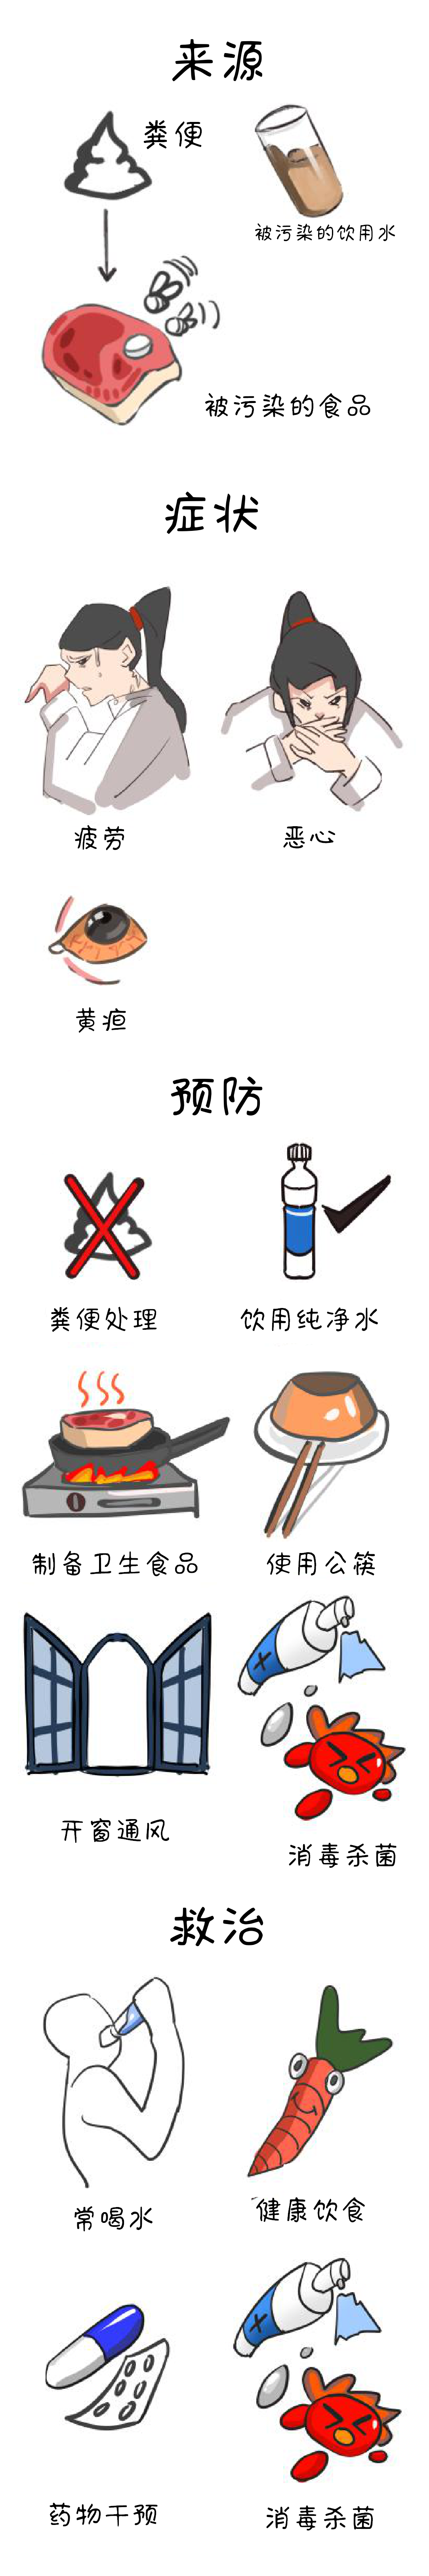 来源
粪便
被污染的饮用水
被污染的食品
症状
疲劳
恶心
黄疸
预防
粪便处理
饮用纯净水
制备卫生食品
使用公筷
开窗通风
消毒杀菌
救治
常喝水
健康饮食
药物干预
消毒杀菌